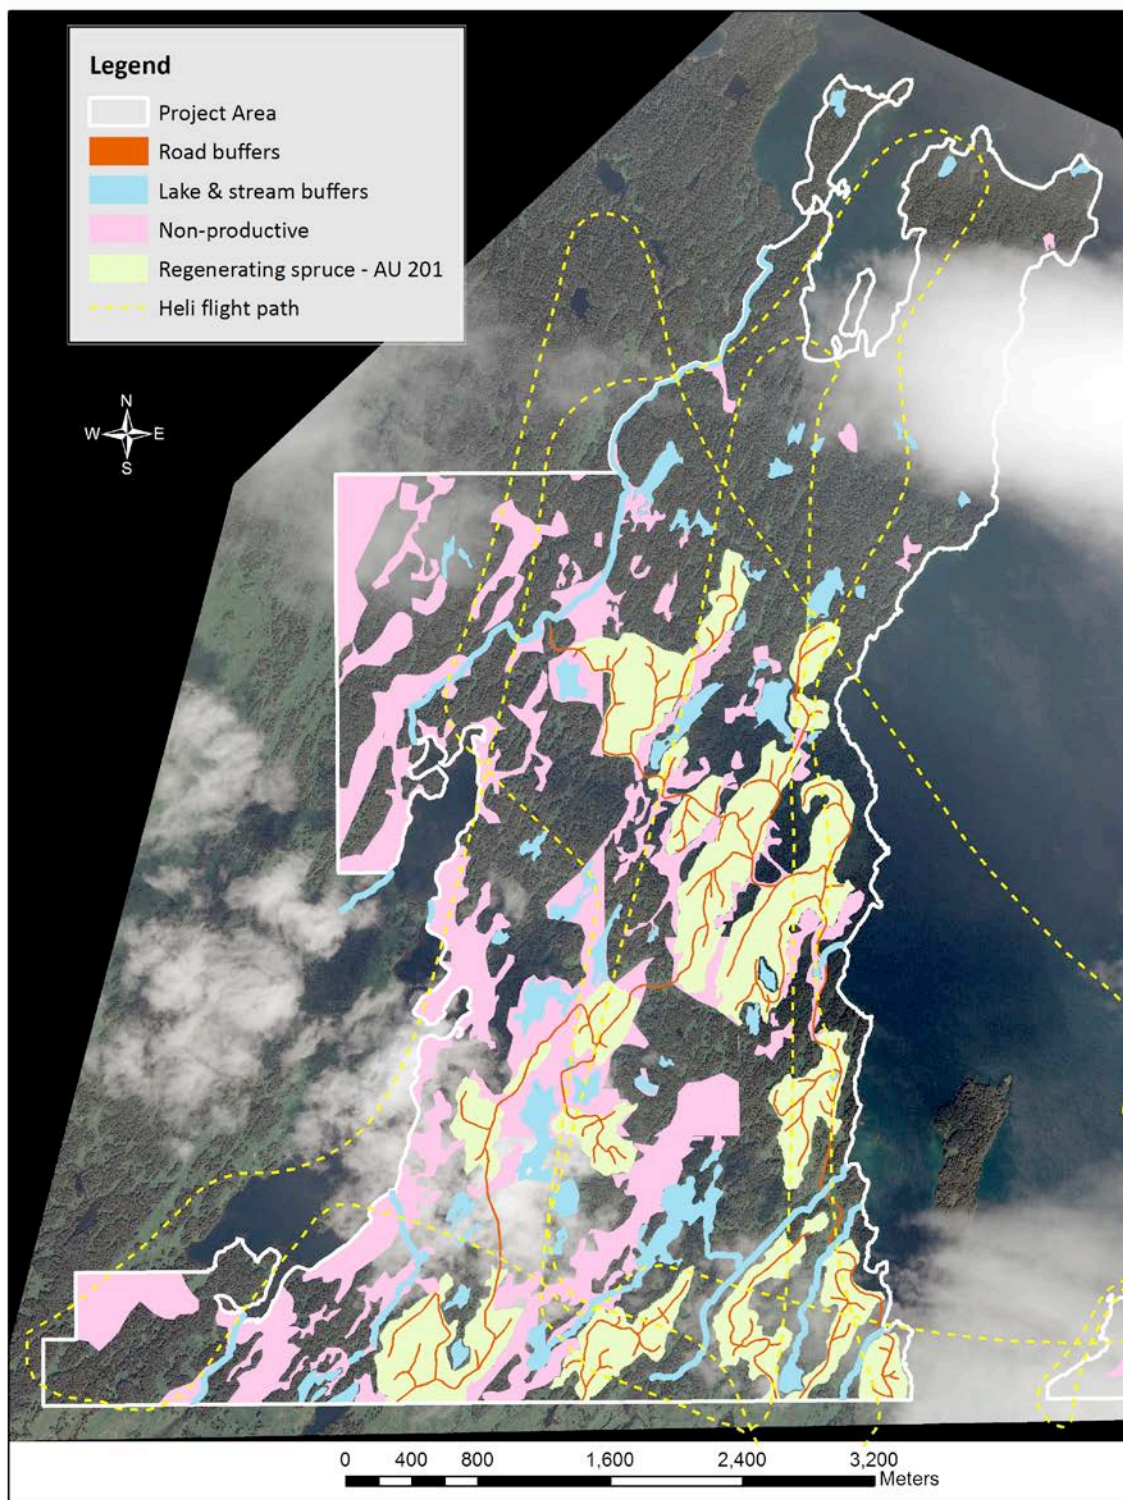 Legend
Project Area
Road buffers
Lake & stream buffers
Non-productive
Regenerating spruce - AU 201
Heli flight path
N
W E
S
0 400 800 1,600 2,400 3,200
Meters